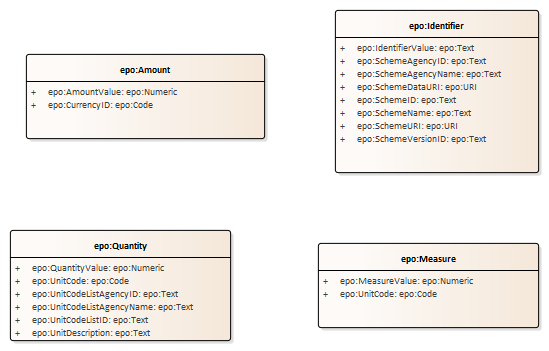 epo:Amount
+ epo:AmountValue: epo:Numeric
+ epo:CurrencyID: epo:Code
epo:Identifier
+ epo:IdentifierValue: epo:Text
+ epo:SchemeAgencyID: epo:Text
+ epo:SchemeAgencyName: epo:Text
+ epo:SchemeDataURI: epo:URI
+ epo:SchemeID: epo:Text
+ epo:SchemeName: epo:Text
+ epo:SchemeURI: epo:URI
+ epo:SchemeVersionID: epo:Text
epo:Quantity
+ epo:QuantityValue: epo:Numeric
+ epo:UnitCode: epo:Code
+ epo:UnitCodeListAgencyID: epo:Text
+ epo:UnitCodeListAgencyName: epo:Text
+ epo:UnitCodeListID: epo:Text
+ epo:UnitDescription: epo:Text
epo:Measure
+ epo:MeasureValue: epo:Numeric
+ epo:UnitCode: epo:Code